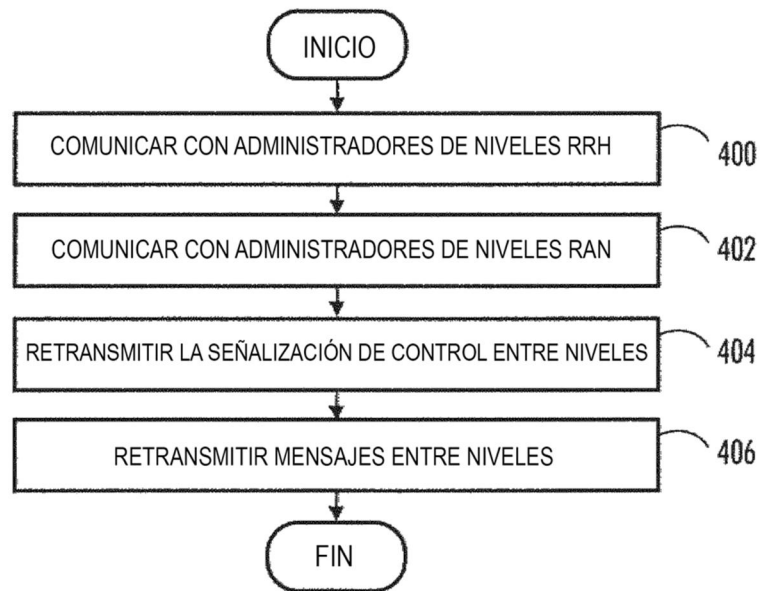 INICIO
COMUNICAR CON ADMINISTRADORES DE NIVELES RRH
400
COMUNICAR CON ADMINISTRADORES DE NIVELES RAN
402
RETRANSMITIR LA SEÑALIZACIÓN DE CONTROL ENTRE NIVELES
404
RETRANSMITIR MENSAJES ENTRE NIVELES
406
FIN